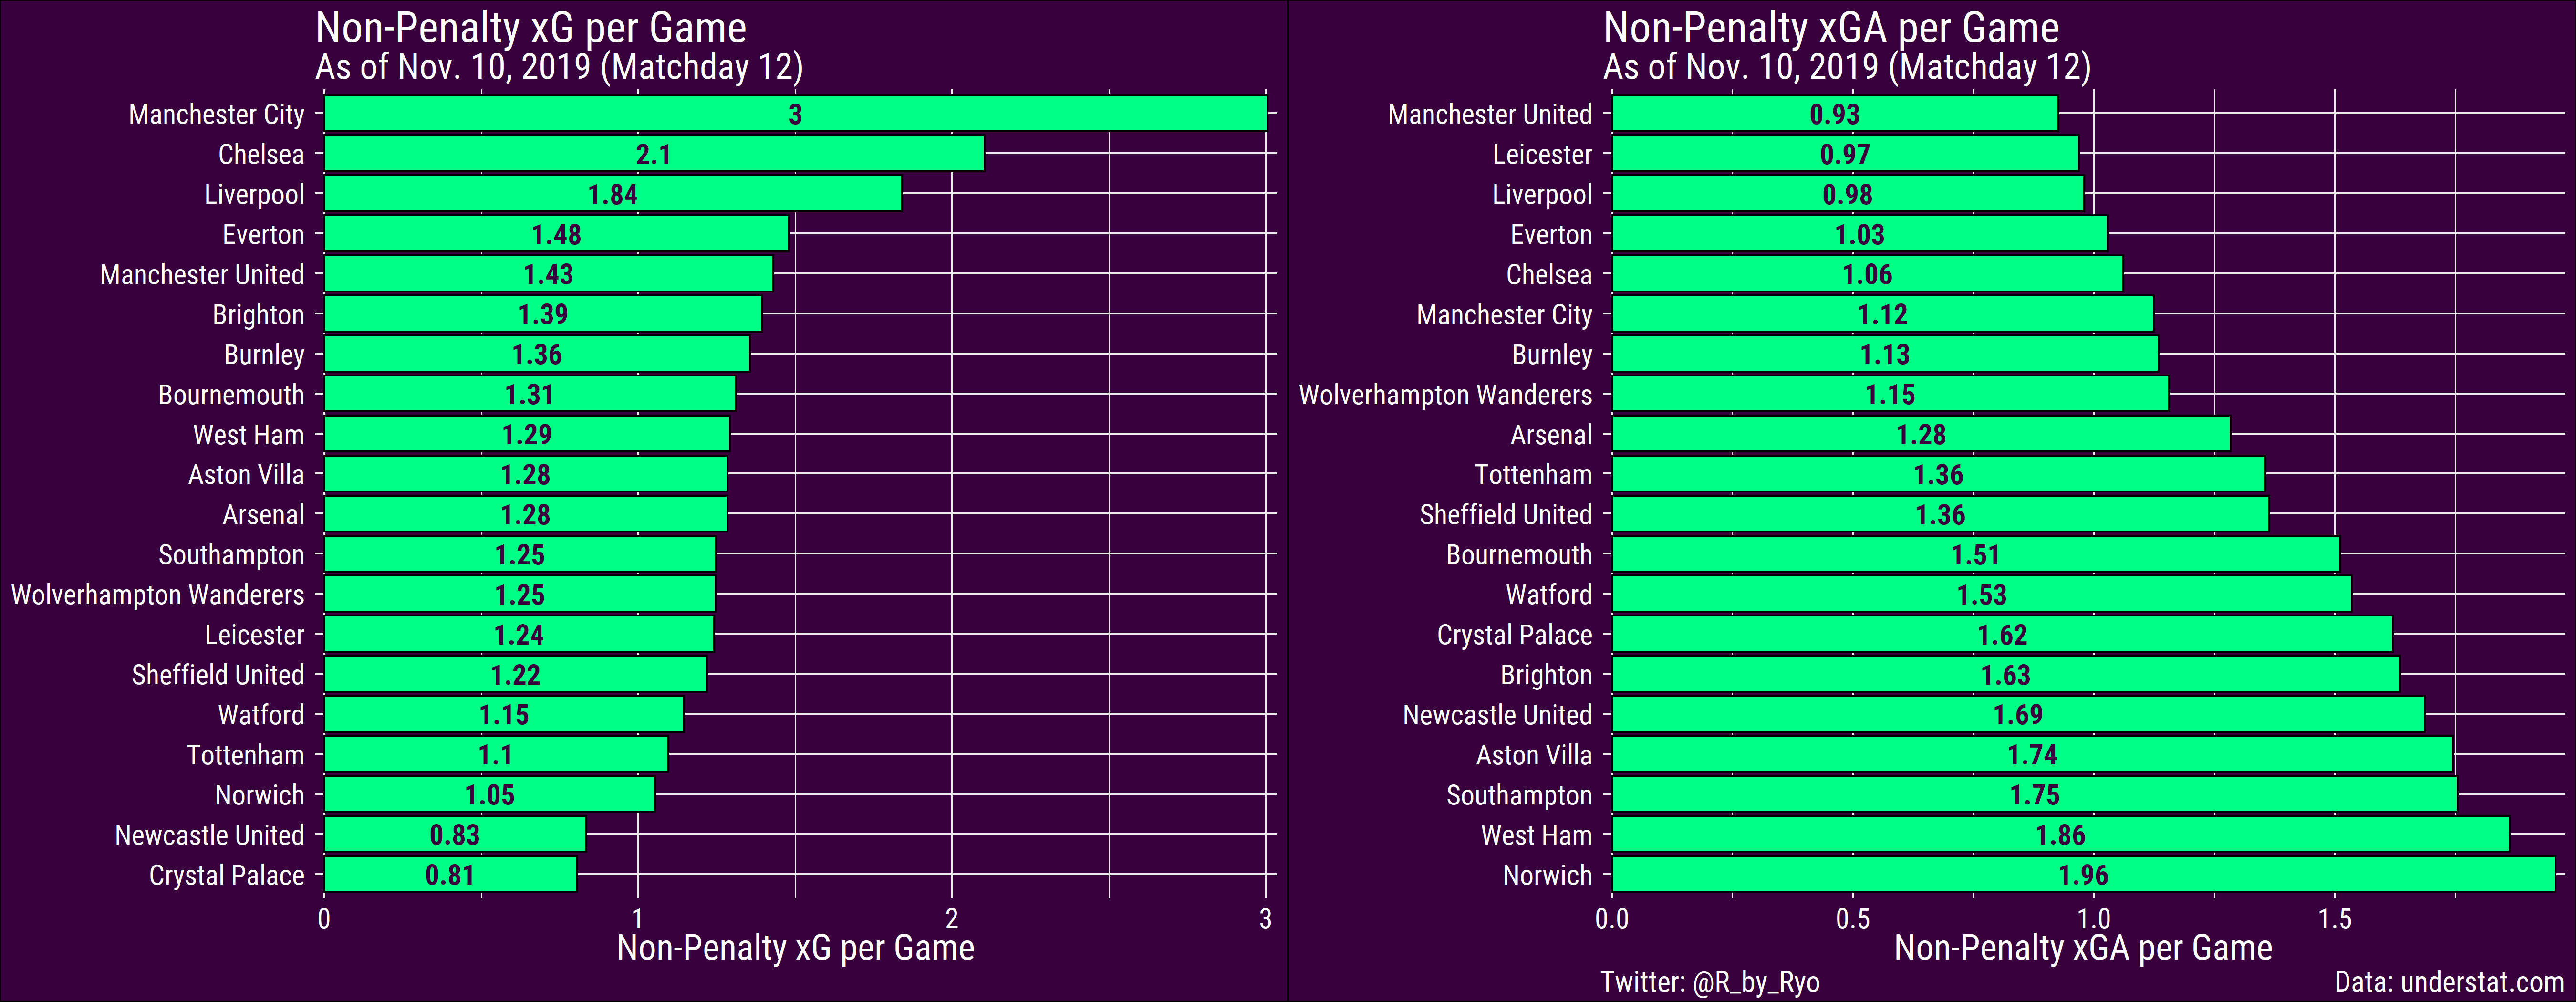 Non-Penalty xG per Game
As of Nov. 10, 2019 (Matchday 12)
Manchester City 3
Chelsea 2.1
Liverpool 1.84
Everton 1.48
Manchester United 1.43
Brighton 1.39
Burnley 1.36
Bournemouth 1.31
West Ham 1.29
Aston Villa 1.28
Arsenal 1.28
Southampton 1.25
Wolverhampton Wanderers 1.25
Leicester 1.24
Sheffield United 1.22
Watford 1.15
Tottenham 1.1
Norwich 1.05
Newcastle United 0.83
Crystal Palace 0.81
0 1 2 3
Non-Penalty xG per Game
Non-Penalty xGA per Game
As of Nov. 10, 2019 (Matchday 12)
Manchester United 0.93
Leicester 0.97
Liverpool 0.98
Everton 1.03
Chelsea 1.06
Manchester City 1.12
Burnley 1.13
Wolverhampton Wanderers 1.15
Arsenal 1.28
Tottenham 1.36
Sheffield United 1.36
Bournemouth 1.51
Watford 1.53
Crystal Palace 1.62
Brighton 1.63
Newcastle United 1.69
Aston Villa 1.74
Southampton 1.75
West Ham 1.86
Norwich 1.96
0.0 0.5 1.0 1.5
Non-Penalty xGA per Game
Twitter: @R_by_Ryo Data: understat.com